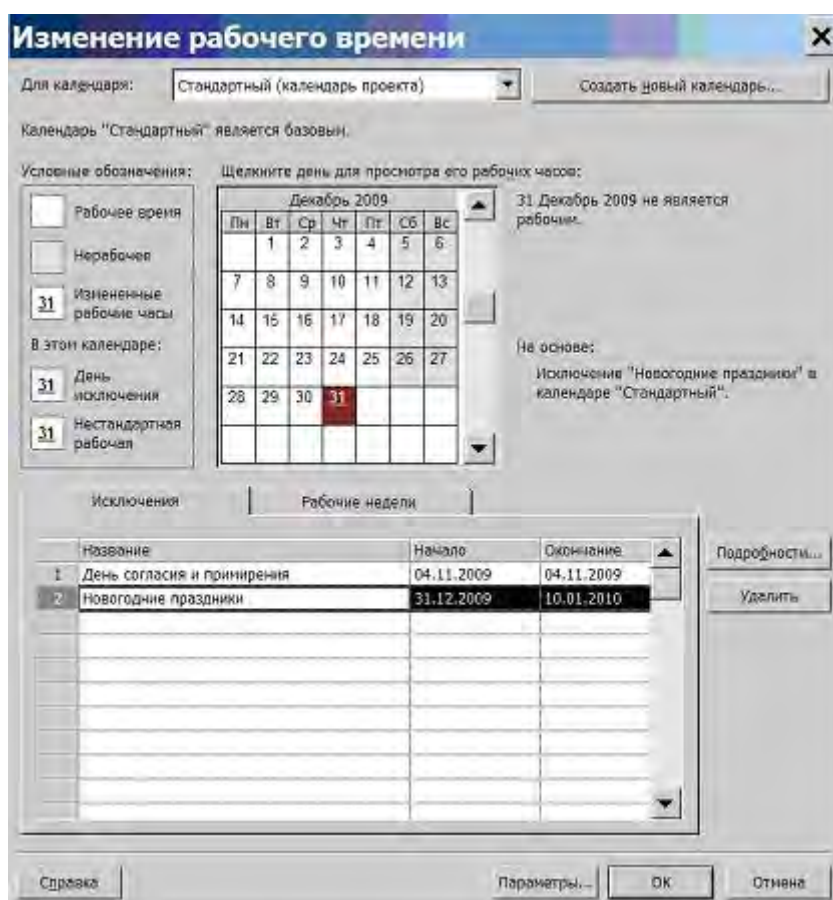 Изменение рабочего времени
Для календаря: Стандартный (календарь проекта) Создать новый календарь...
Календарь "Стандартный" является базовым.
Условные обозначения:
Рабочее время
Нерабочее
31 Измененные
рабочие часы
В этом календаре:
31 День
исключения
31 Нестандартная
рабочая
Щелкните день для просмотра его рабочих часов:
Декабрь 2009
Пн Вт Ср Чт Пт Сб Вс
1 2 3 4 5 6
7 8 9 10 11 12 13
14 15 16 17 18 19 20
21 22 23 24 25 26 27
28 29 30 31
31 Декабрь 2009 не является
рабочим.
На основе:
Исключение "Новогодние праздники" в
календаре "Стандартный".
Исключения Рабочие недели
Название Начало Окончание
1 День согласия и примирения 04.11.2009 04.11.2009
2 Новогодние праздники 31.12.2009 10.01.2010
Подробности...
Удалить
Справка Параметры... ОК Отмена